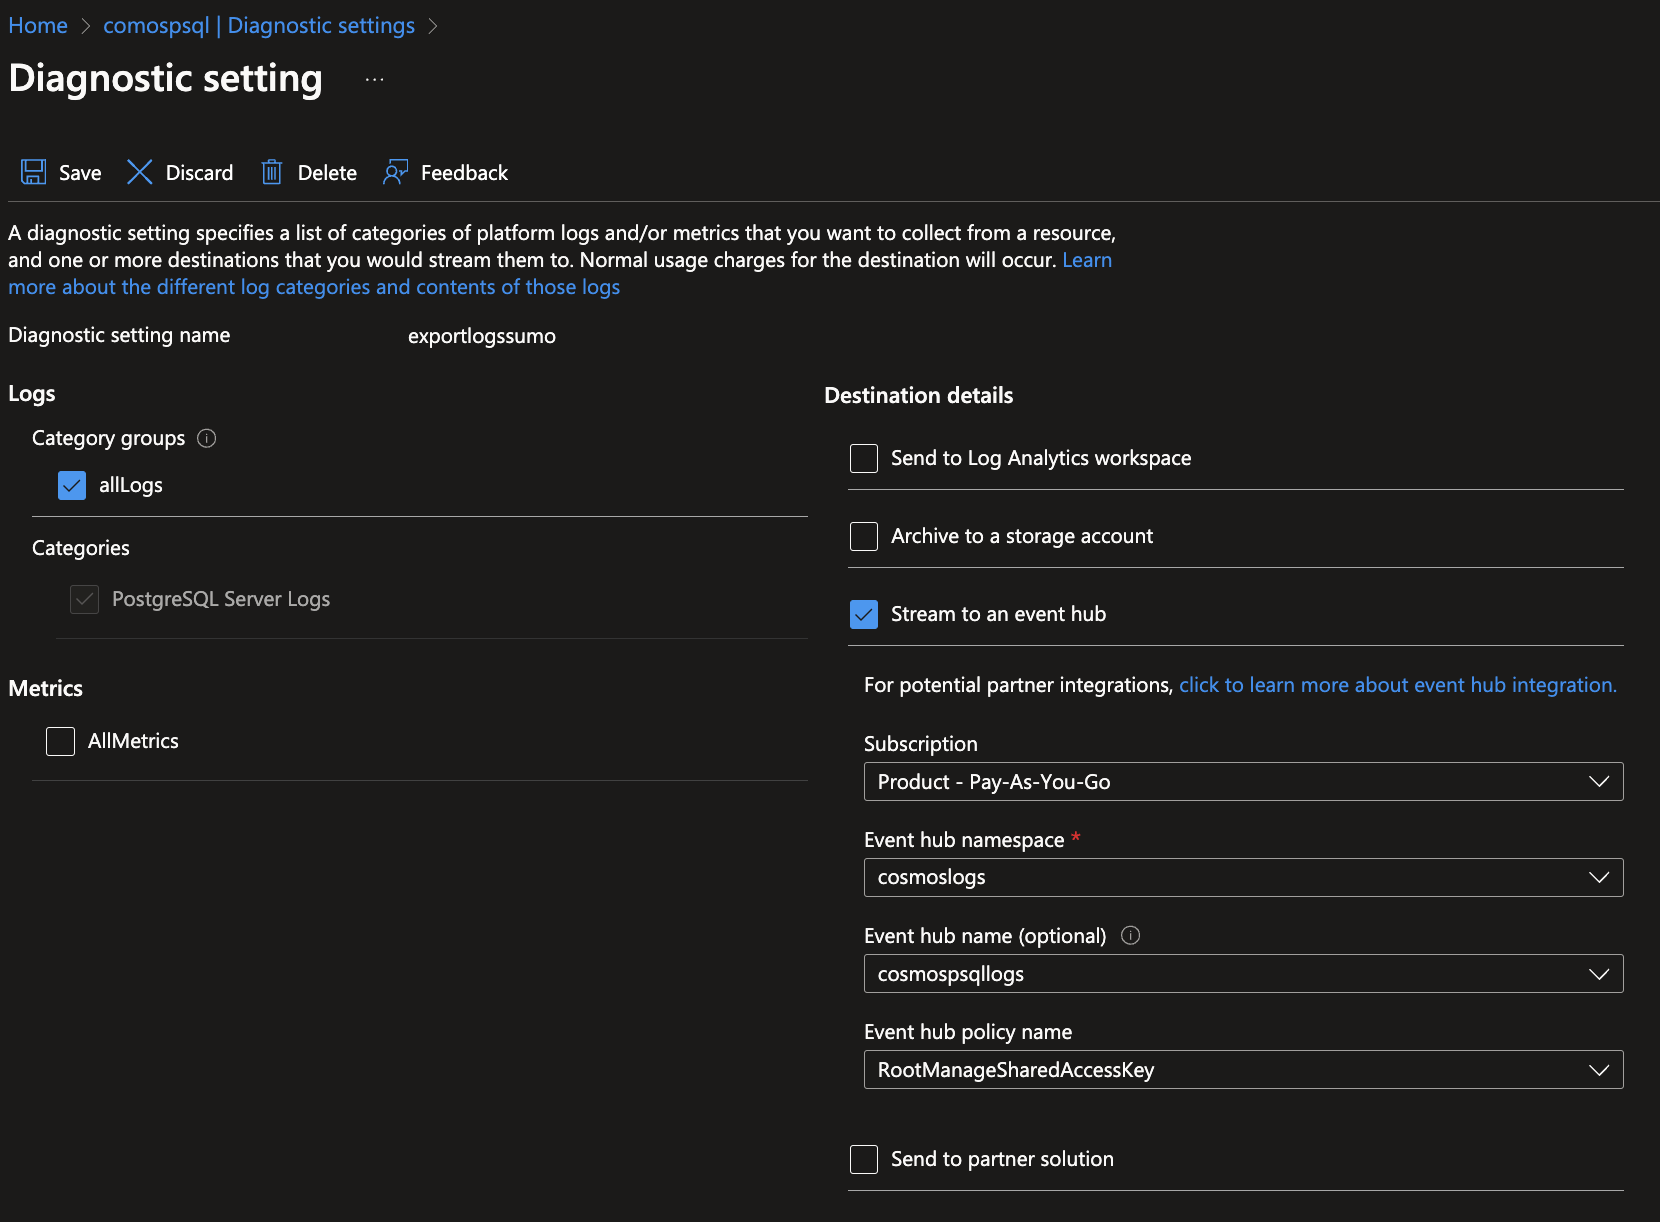 Home > comospsql | Diagnostic settings >
Diagnostic setting ...
Save Discard Delete Feedback
A diagnostic setting specifies a list of categories of platform logs and/or metrics that you want to collect from a resource,
and one or more destinations that you would stream them to. Normal usage charges for the destination will occur. Learn
more about the different log categories and contents of those logs
Diagnostic setting name exportlogssumo
Logs
Category groups
allLogs
Categories
PostgreSQL Server Logs
Metrics
AllMetrics
Destination details
Send to Log Analytics workspace
Archive to a storage account
Stream to an event hub
For potential partner integrations, click to learn more about event hub integration.
Subscription
Product - Pay-As-You-Go
Event hub namespace *
cosmoslogs
Event hub name (optional)
cosmospsqllogs
Event hub policy name
RootManageSharedAccessKey
Send to partner solution